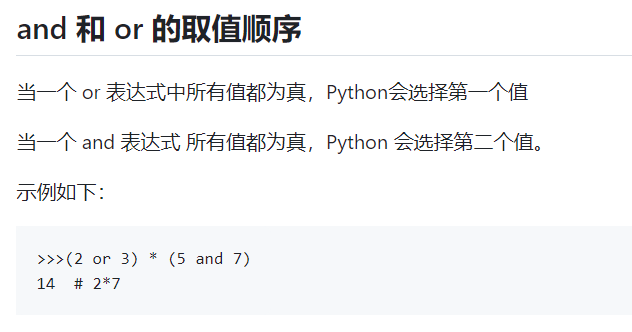 and 和 or 的取值顺序
当一个 or 表达式中所有值都为真，Python会选择第一个值
当一个 and 表达式 所有值都为真，Python 会选择第二个值。
示例如下：
>>>(2 or 3) * (5 and 7)
14  # 2*7